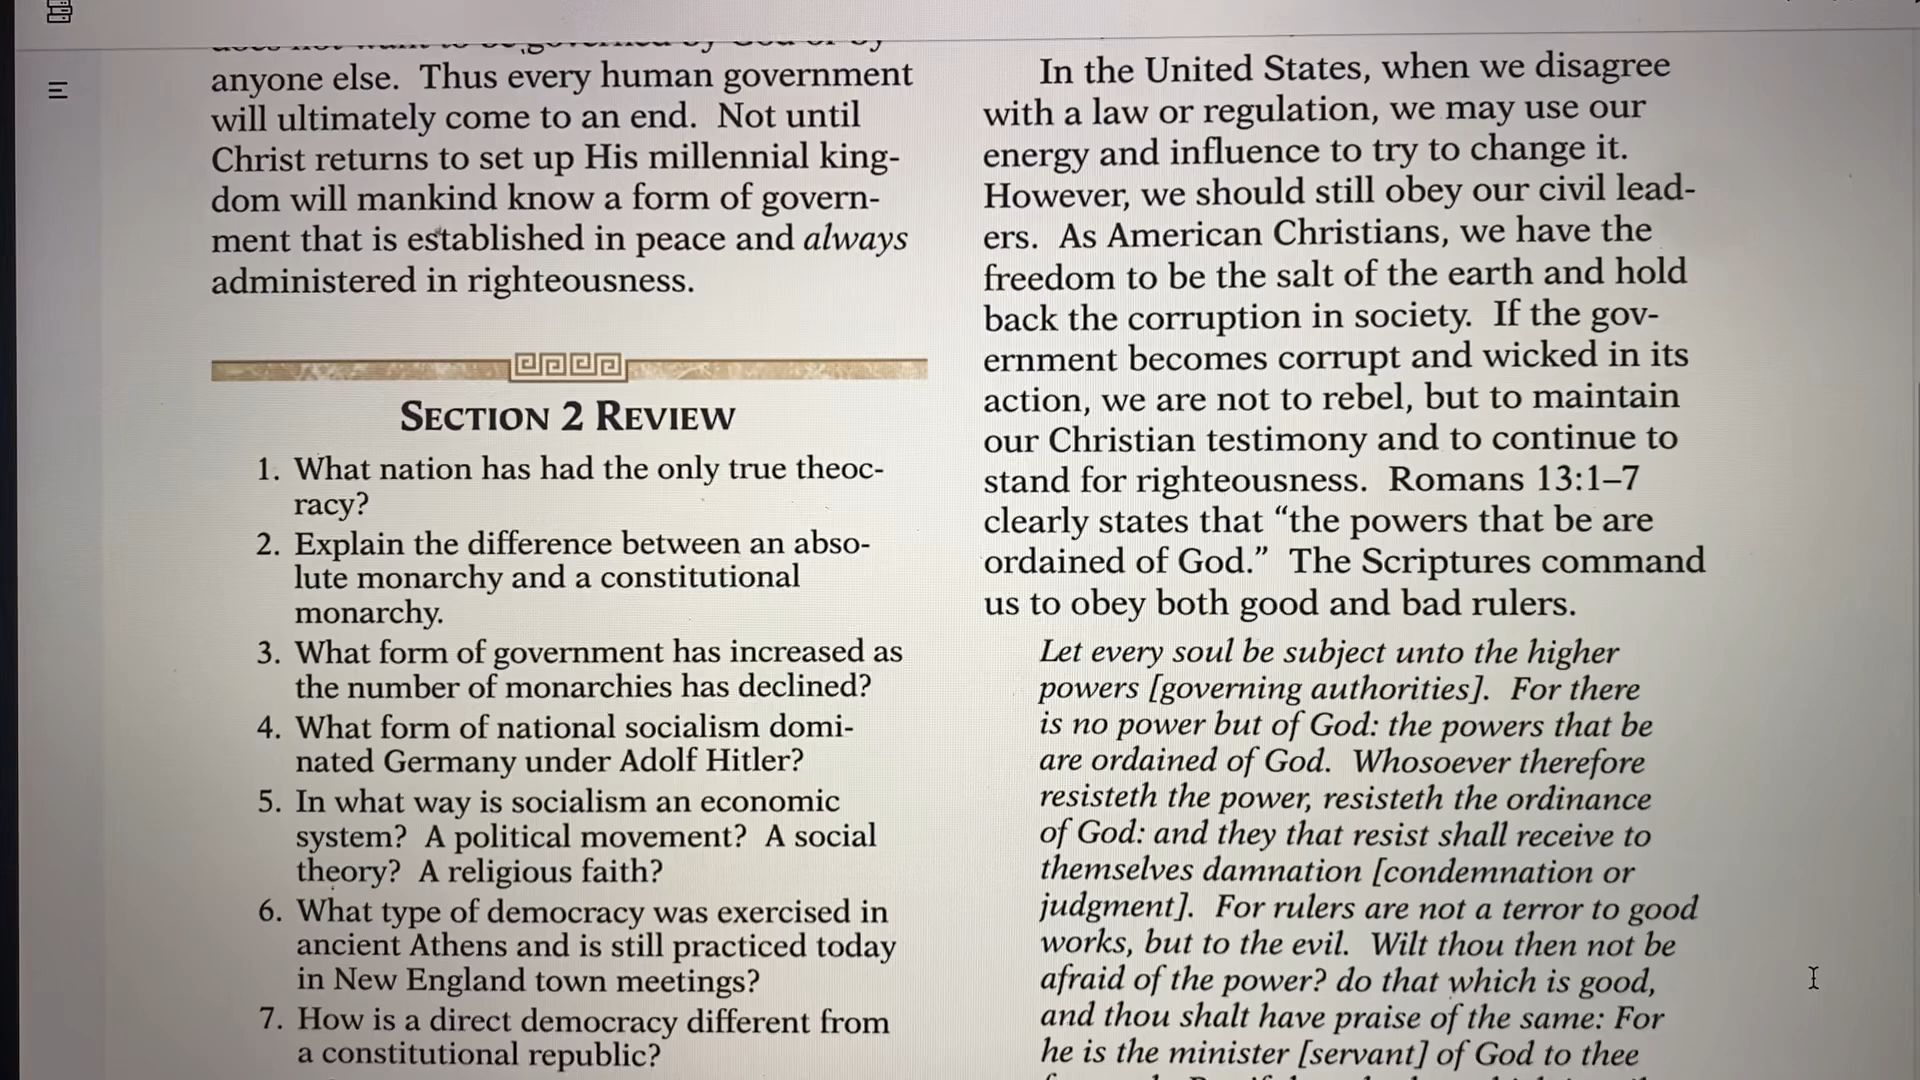 anyone else. Thus every human government
will ultimately come to an end. Not until
Christ returns to set up His millennial king-
dom will mankind know a form of govern-
ment that is established in peace and always
administered in righteousness.
SECTION 2 REVIEW
1. What nation has had the only true theoc-
racy?
2. Explain the difference between an abso-
lute monarchy and a constitutional
monarchy.
3. What form of government has increased as
the number of monarchies has declined?
4. What form of national socialism domi-
nated Germany under Adolf Hitler?
5. In what way is socialism an economic
system? A political movement? A social
theory? A religious faith?
6. What type of democracy was exercised in
ancient Athens and is still practiced today
in New England town meetings?
7. How is a direct democracy different from
a constitutional republic?
In the United States, when we disagree
with a law or regulation, we may use our
energy and influence to try to change it.
However, we should still obey our civil lead-
ers. As American Christians, we have the
freedom to be the salt of the earth and hold
back the corruption in society. If the gov-
ernment becomes corrupt and wicked in its
action, we are not to rebel, but to maintain
our Christian testimony and to continue to
stand for righteousness. Romans 13:1–7
clearly states that “the powers that be are
ordained of God.” The Scriptures command
us to obey both good and bad rulers.
Let every soul be subject unto the higher
powers [governing authorities]. For there
is no power but of God: the powers that be
are ordained of God. Whosoever therefore
resisteth the power, resisteth the ordinance
of God: and they that resist shall receive to
themselves damnation [condemnation or
judgment]. For rulers are not a terror to good
works, but to the evil. Wilt thou then not be
afraid of the power? do that which is good,
and thou shalt have praise of the same: For
he is the minister [servant] of God to thee